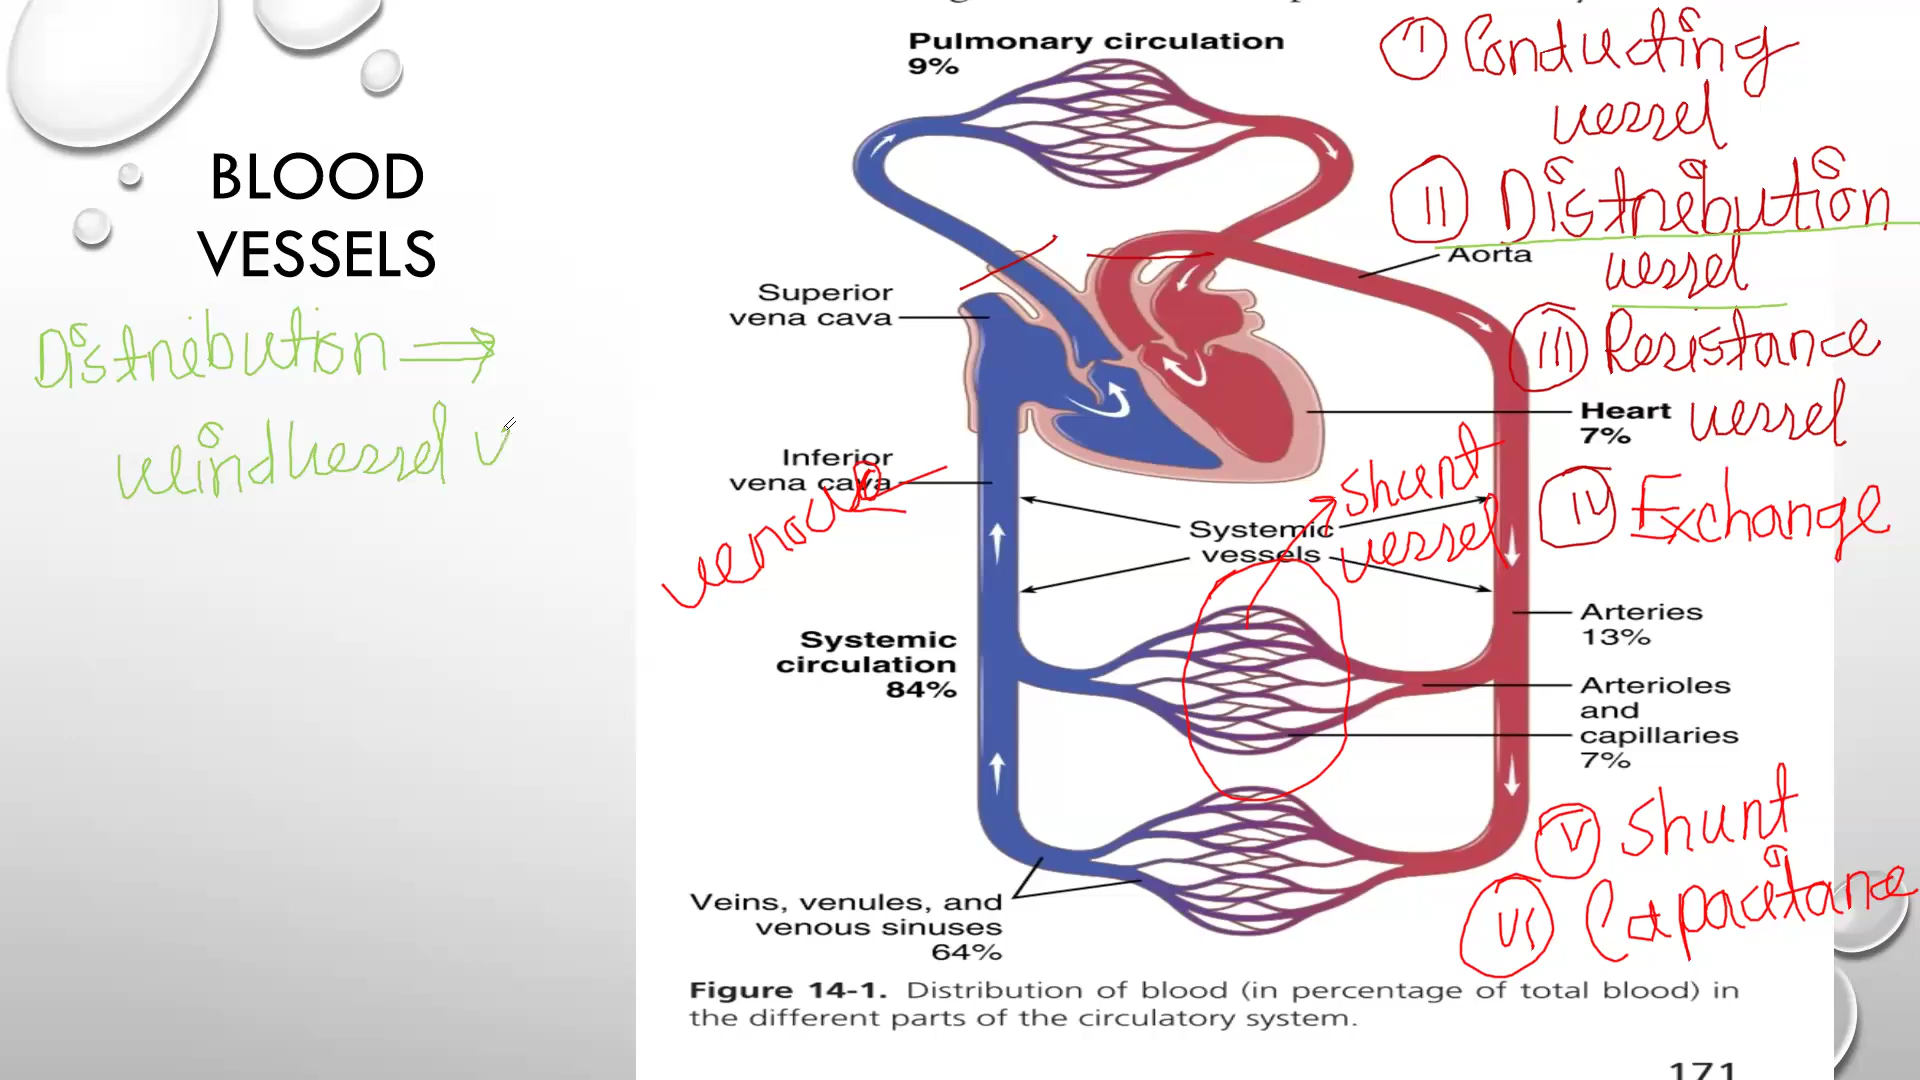 BLOOD
VESSELS
Distribution →
windkessel v
Pulmonary circulation
9%
Superior
vena cava
Aorta
Heart
7%
Inferior
vena cava
Systemic
vessels
Systemic
circulation
84%
Arteries
13%
Arterioles
and
capillaries
7%
Veins, venules, and
venous sinuses
64%
shunt
vessel
I Conducting
vessel
II Distribution
vessel
III Resistance
vessel
IV Exchange
V Shunt
VI Capacitance
Figure 14-1. Distribution of blood (in percentage of total blood) in
the different parts of the circulatory system.
171